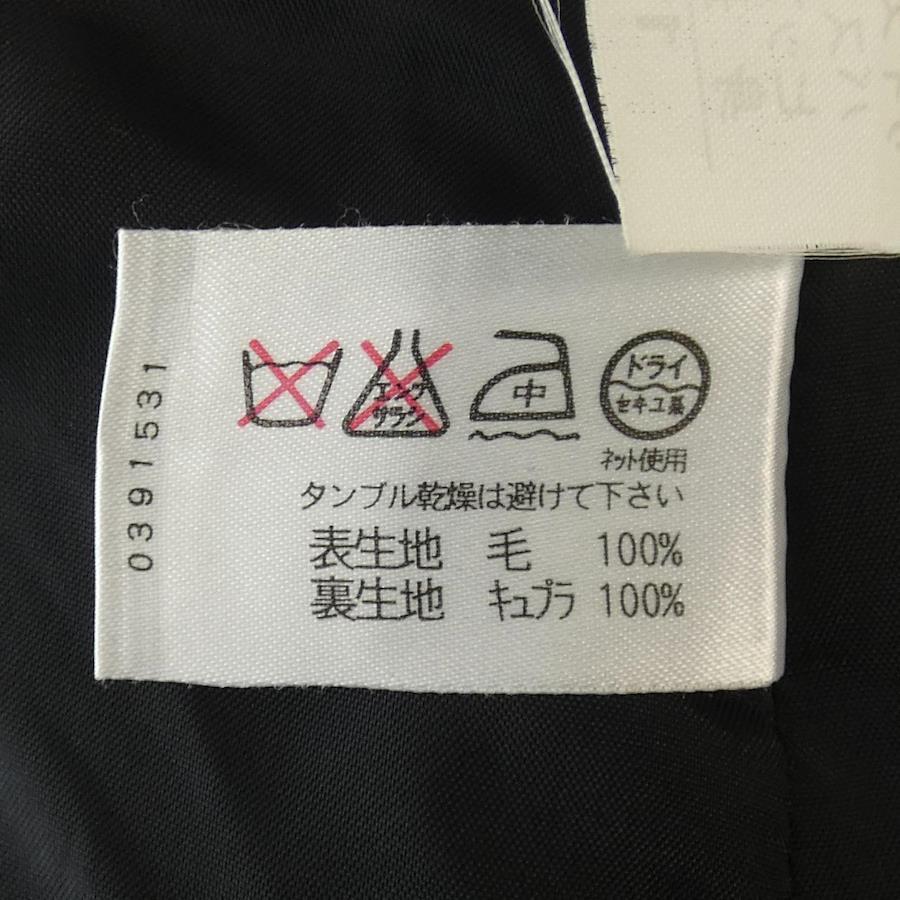 エンソ
サラシ
中
ドライ
セキユ系
ネット使用
タンブル乾燥は避けて下さい
表生地 毛 100%
裏生地 キュプラ 100%
0391531